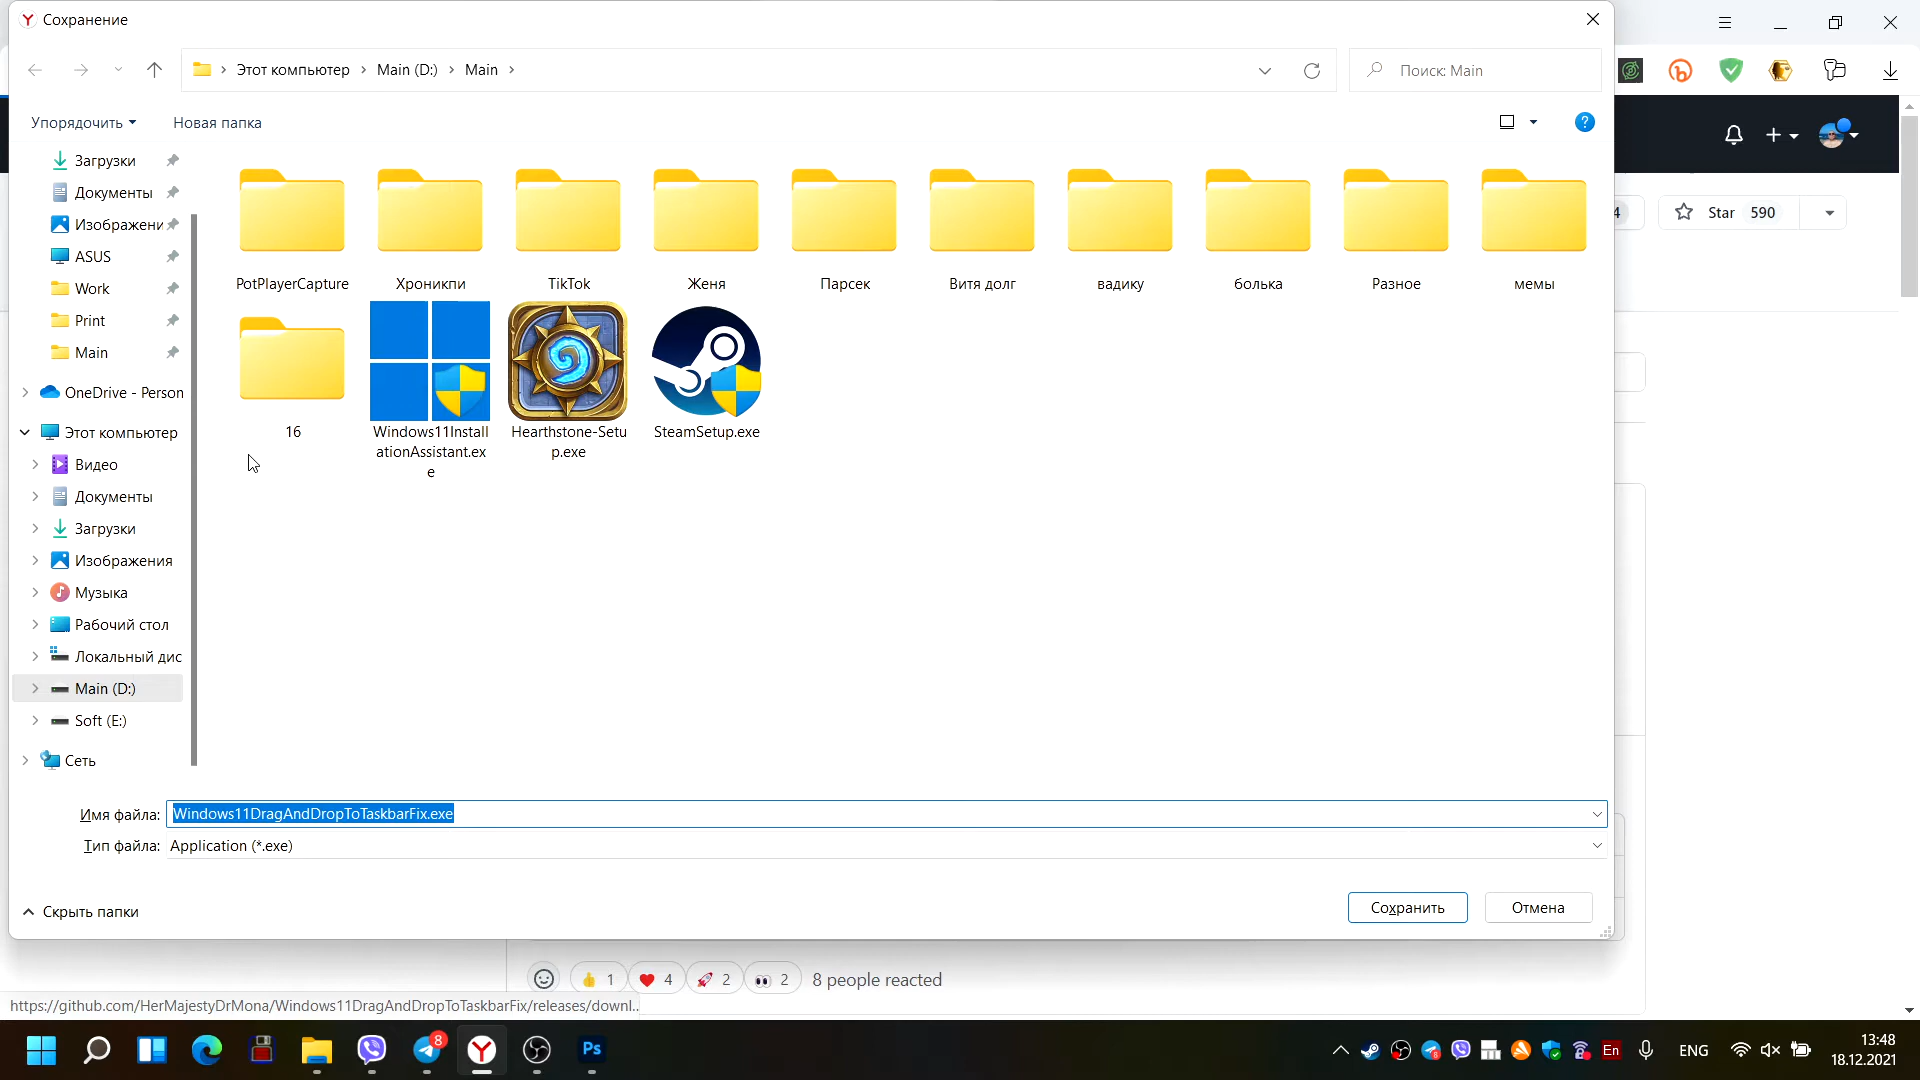 Сохранение
Этот компьютер > Main (D:) > Main >
Поиск: Main
Упорядочить
Новая папка
Загрузки
Документы
Изображени
ASUS
Work
Print
Main
OneDrive - Person
Этот компьютер
Видео
Документы
Загрузки
Изображения
Музыка
Рабочий стол
Локальный дис
Main (D:)
Soft (E:)
Сеть
PotPlayerCapture
Хроникпи
TikTok
Женя
Парсек
Витя долг
вадику
болька
Разное
мемы
16
Windows11Install
ationAssistant.ex
e
Hearthstone-Setu
p.exe
SteamSetup.exe
4
Star 590
Имя файла: Windows11DragAndDropToTaskbarFix.exe
Тип файла: Application (*.exe)
Скрыть папки
Сохранить
Отмена
1
4
2
2
8 people reacted
https://github.com/HerMajestyDrMona/Windows11DragAndDropToTaskbarFix/releases/downl..
8
Ps
En
ENG
13:48
18.12.2021